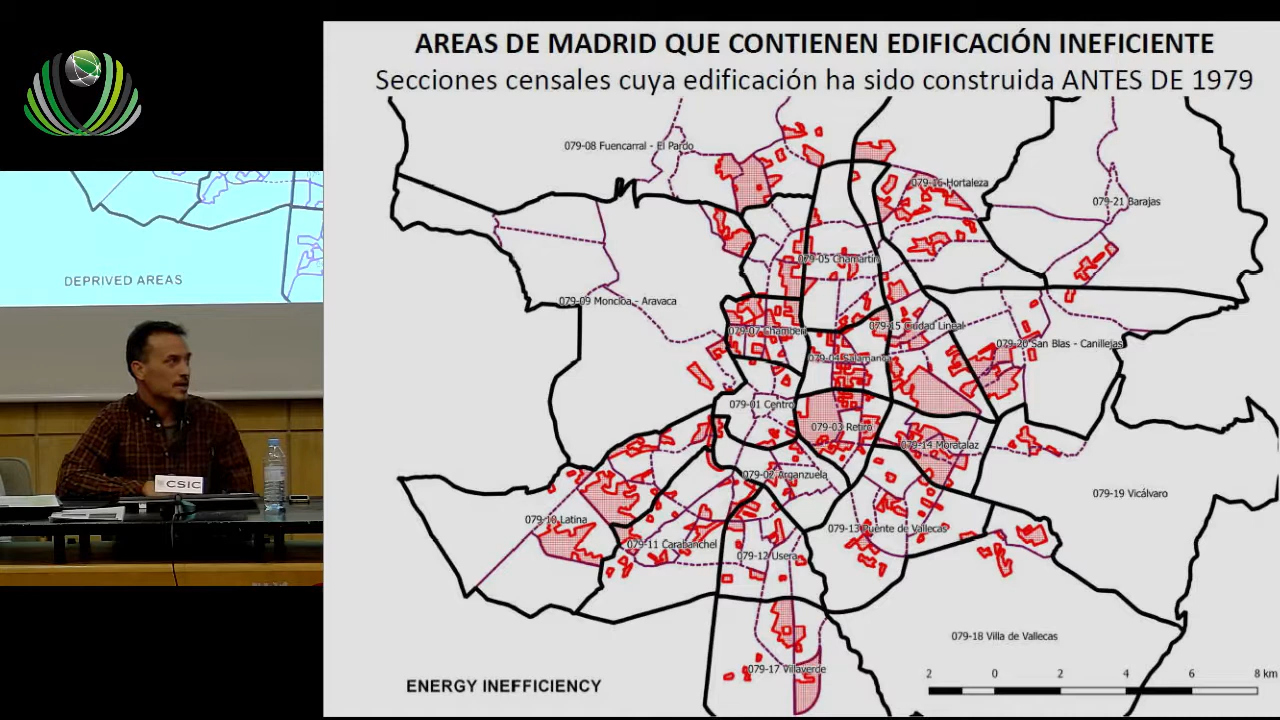 AREAS DE MADRID QUE CONTIENEN EDIFICACIÓN INEFICIENTE
Secciones censales cuya edificación ha sido construida ANTES DE 1979
079-08 Fuencarral - El Pardo
079-16 Hortaleza
079-21 Barajas
079-05 Chamartín
DEPRIVED AREAS
079-09 Moncloa - Aravaca
079-07 Chamberí
079-15 Ciudad Lineal
079-20 San Blas - Canillejas
079-04 Salamanca
079-01 Centro
079-03 Retiro
079-14 Moratalaz
079-02 Arganzuela
CSIC
079-19 Vicálvaro
079-10 Latina
079-13 Puente de Vallecas
079-11 Carabanchel
079-12 Usera
079-18 Villa de Vallecas
079-17 Villaverde
2 0 2 4 6 8 km
ENERGY INEFFICIENCY